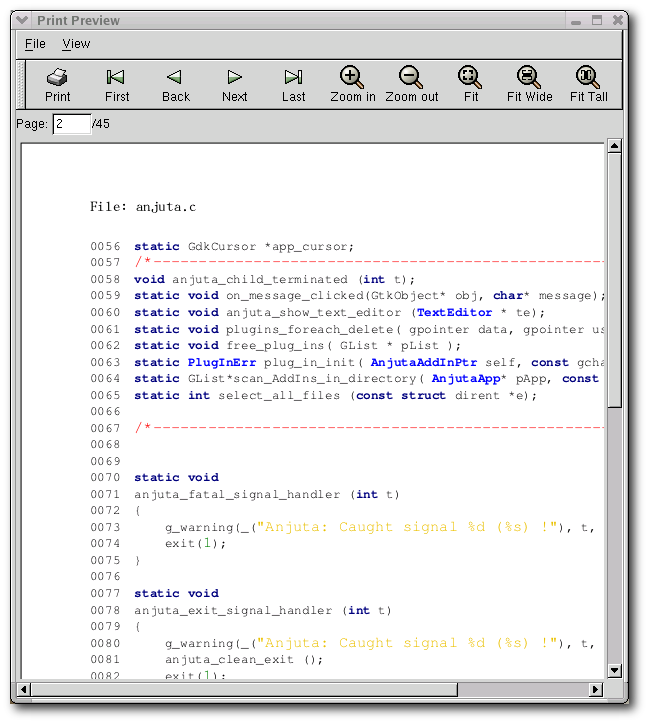 Print Preview
File View
Print First Back Next Last Zoom in Zoom out Fit Fit Wide Fit Tall
Page: 2 /45
File: anjuta.c
0056 static GdkCursor *app_cursor;
0057 /*-----------------------------------------------------------
0058 void anjuta_child_terminated (int t);
0059 static void on_message_clicked(GtkObject* obj, char* message);
0060 static void anjuta_show_text_editor (TextEditor * te);
0061 static void plugins_foreach_delete( gpointer data, gpointer us
0062 static void free_plug_ins( GList * pList );
0063 static PlugInErr plug_in_init( AnjutaAddInPtr self, const gcha
0064 static GList*scan_AddIns_in_directory( AnjutaApp* pApp, const
0065 static int select_all_files (const struct dirent *e);
0066
0067 /*-----------------------------------------------------------
0068
0069
0070 static void
0071 anjuta_fatal_signal_handler (int t)
0072 {
0073     g_warning(_("Anjuta: Caught signal %d (%s) !"), t,
0074     exit(1);
0075 }
0076
0077 static void
0078 anjuta_exit_signal_handler (int t)
0079 {
0080     g_warning(_("Anjuta: Caught signal %d (%s) !"), t,
0081     anjuta_clean_exit ();
0082     exit(1);